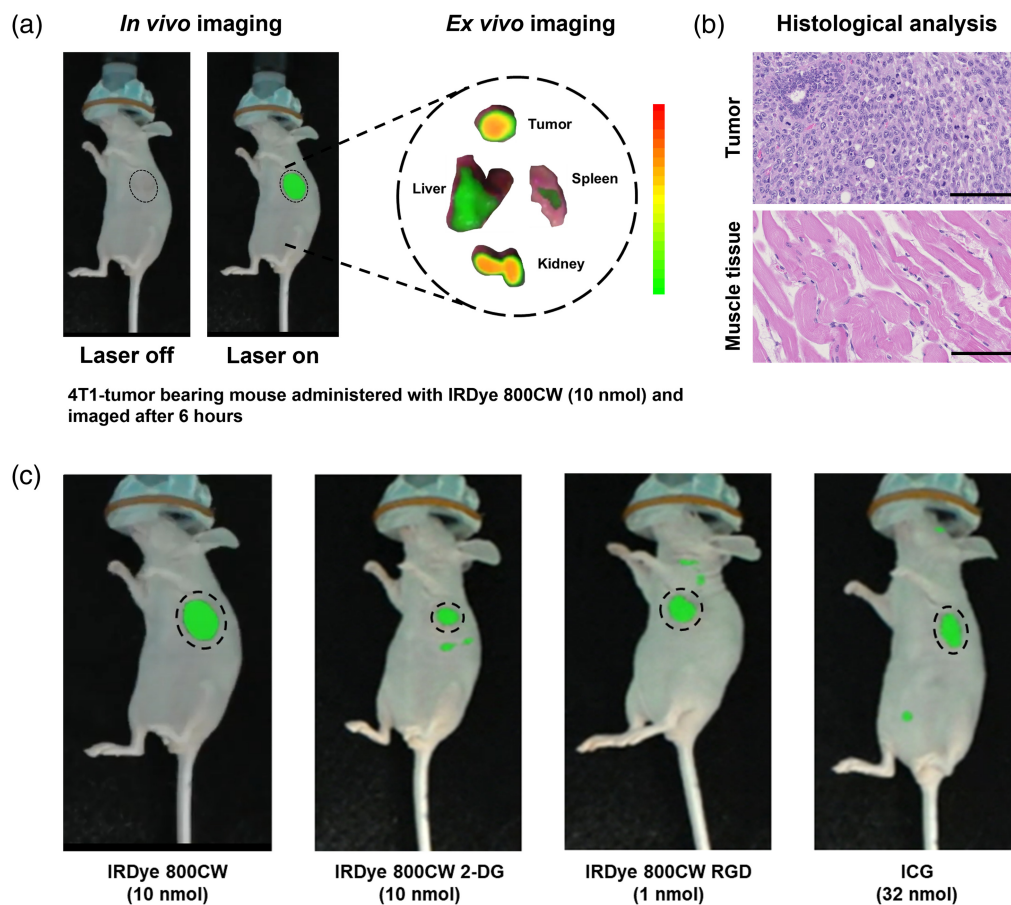 (a)
In vivo imaging
Ex vivo imaging
Tumor
Liver
Spleen
Kidney
Laser off
Laser on
4T1-tumor bearing mouse administered with IRDye 800CW (10 nmol) and
imaged after 6 hours
(b)
Histological analysis
Tumor
Muscle tissue
(c)
IRDye 800CW
(10 nmol)
IRDye 800CW 2-DG
(10 nmol)
IRDye 800CW RGD
(1 nmol)
ICG
(32 nmol)